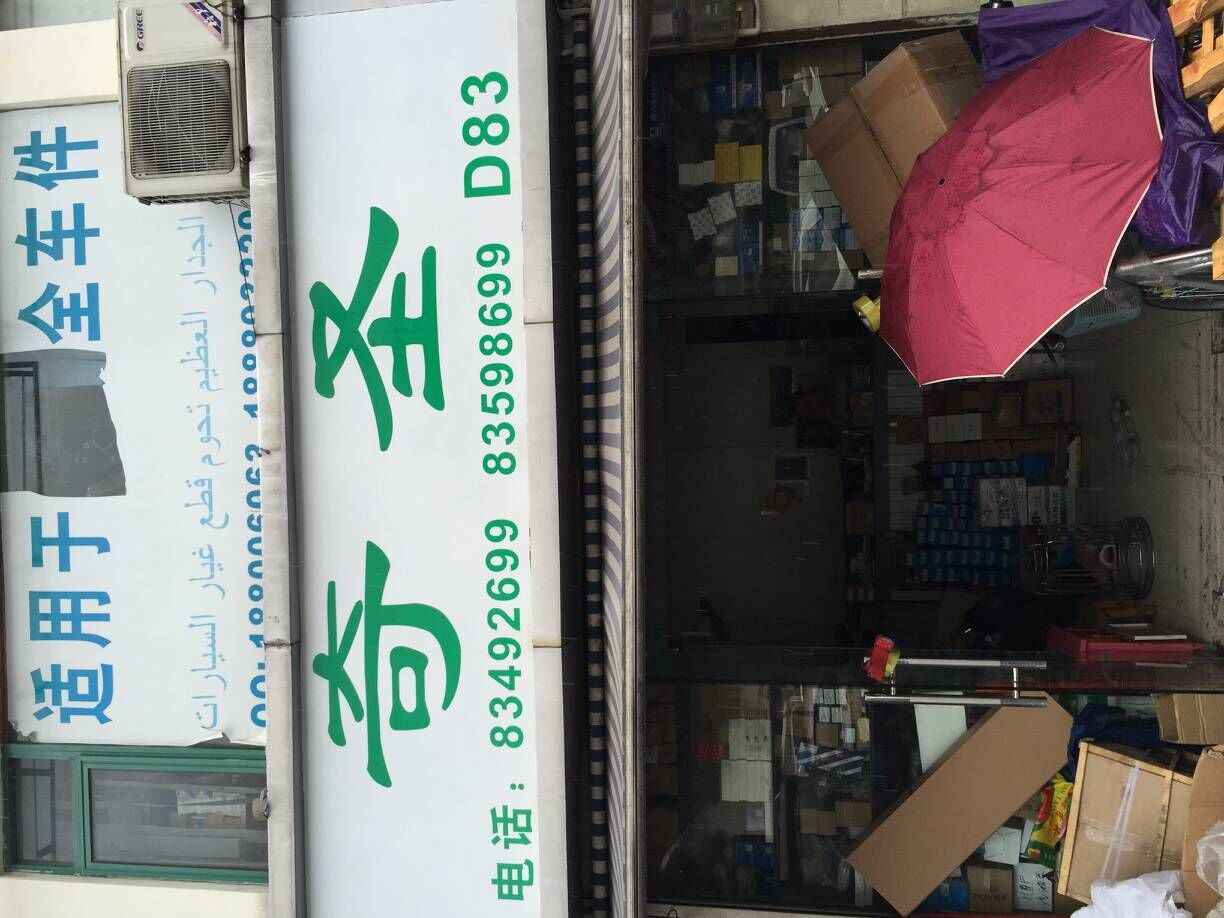 GREE
适用于 全车件
الجدار العظيم نحوم قطع غيار السيارات
奇圣
电话：83492699 83598699 D83